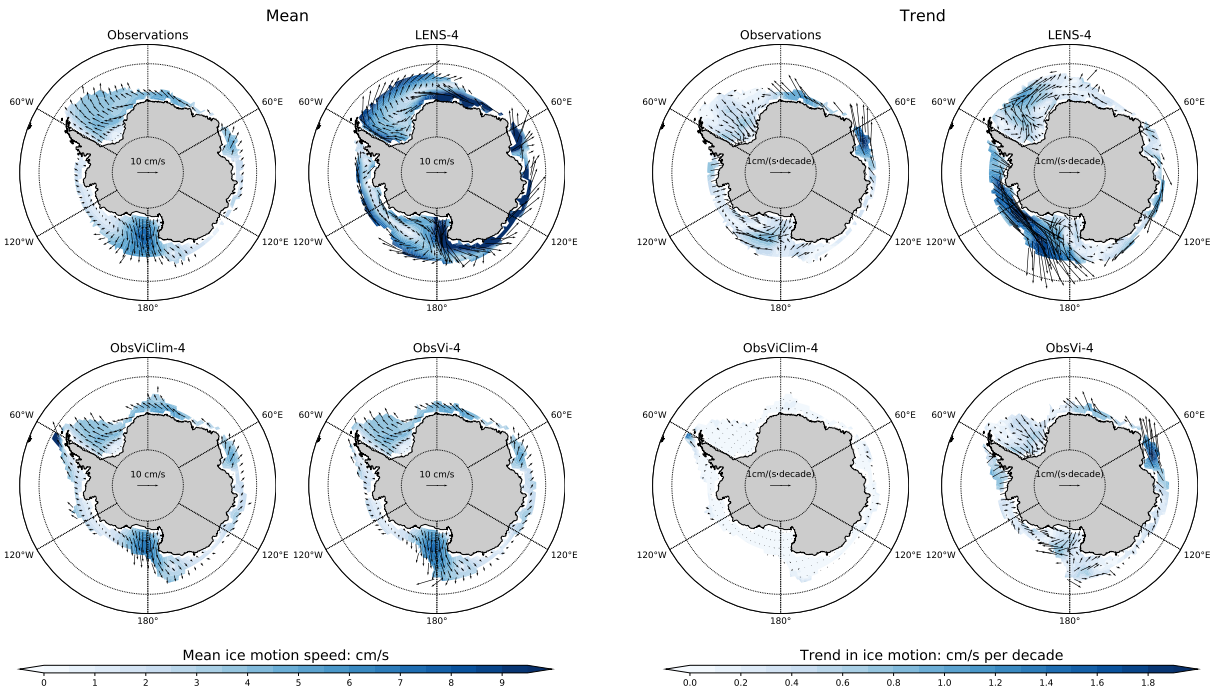 Mean
Trend
Observations
LENS-4
Observations
LENS-4
60°W
60°E
60°W
60°E
60°W
60°E
60°W
60°E
10 cm/s
10 cm/s
1cm/(s·decade)
1cm/(s·decade)
120°W
120°E
120°W
120°E
120°W
120°E
120°W
120°E
180°
180°
180°
180°
ObsViClim-4
ObsVi-4
ObsViClim-4
ObsVi-4
60°W
60°E
60°W
60°E
60°W
60°E
60°W
60°E
10 cm/s
10 cm/s
1cm/(s·decade)
1cm/(s·decade)
120°W
120°E
120°W
120°E
120°W
120°E
120°W
120°E
180°
180°
180°
180°
Mean ice motion speed: cm/s
Trend in ice motion: cm/s per decade
0 1 2 3 4 5 6 7 8 9
0.0 0.2 0.4 0.6 0.8 1.0 1.2 1.4 1.6 1.8